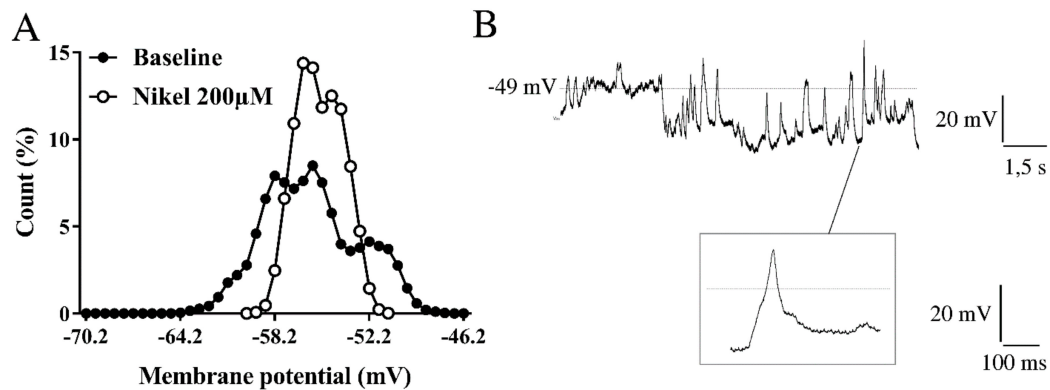 A
Baseline
Nikel 200µM
15
10
5
0
Count (%)
-70.2 -64.2 -58.2 -52.2 -46.2
Membrane potential (mV)
B
-49 mV
20 mV
1,5 s
20 mV
100 ms